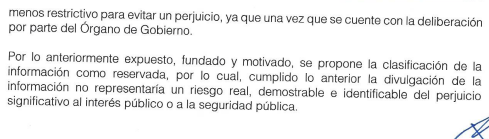 menos restrictivo para evitar un perjuicio, ya que una vez que se cuente con la deliberación
por parte del Órgano de Gobierno.
Por lo anteriormente expuesto, fundado y motivado, se propone la clasificación de la
información como reservada, por lo cual, cumplido lo anterior la divulgación de la
información no representaría un riesgo real, demostrable e identificable del perjuicio
significativo al interés público o a la seguridad pública.